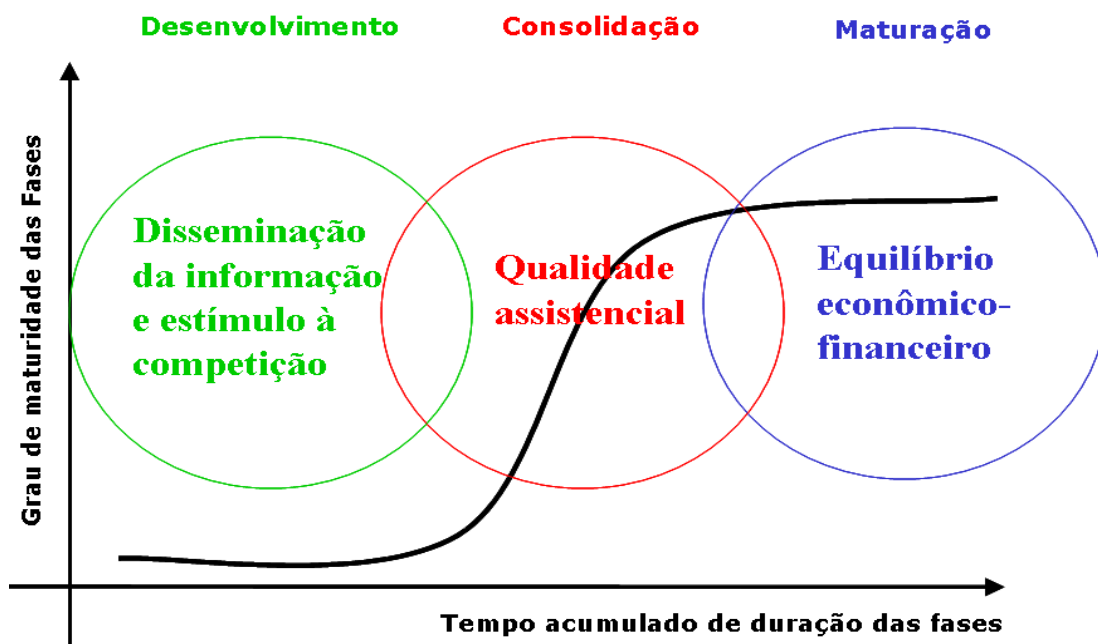 Desenvolvimento
Consolidação
Maturação
Grau de maturidade das Fases
Disseminação
da informação
e estímulo à
competição
Qualidade
assistencial
Equilíbrio
econômico-
financeiro
Tempo acumulado de duração das fases